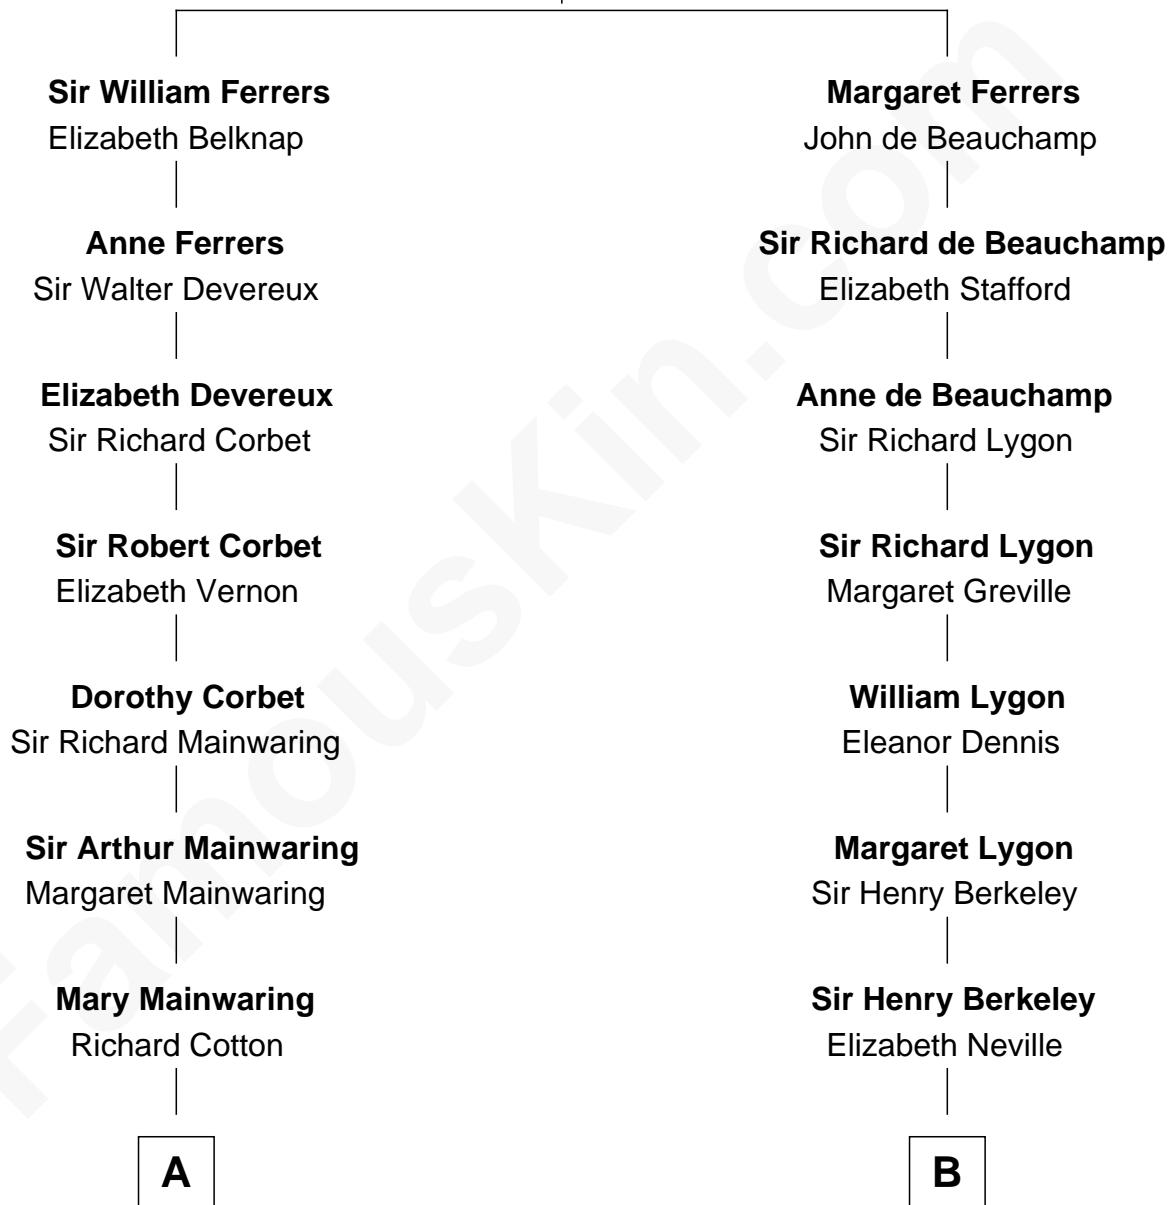 Sir William Ferrers
Elizabeth Belknap
Anne Ferrers
Sir Walter Devereux
Elizabeth Devereux
Sir Richard Corbet
Sir Robert Corbet
Elizabeth Vernon
Dorothy Corbet
Sir Richard Mainwaring
Sir Arthur Mainwaring
Margaret Mainwaring
Mary Mainwaring
Richard Cotton
A
Margaret Ferrers
John de Beauchamp
Sir Richard de Beauchamp
Elizabeth Stafford
Anne de Beauchamp
Sir Richard Lygon
Sir Richard Lygon
Margaret Greville
William Lygon
Eleanor Dennis
Margaret Lygon
Sir Henry Berkeley
Sir Henry Berkeley
Elizabeth Neville
B
FamousKin.com